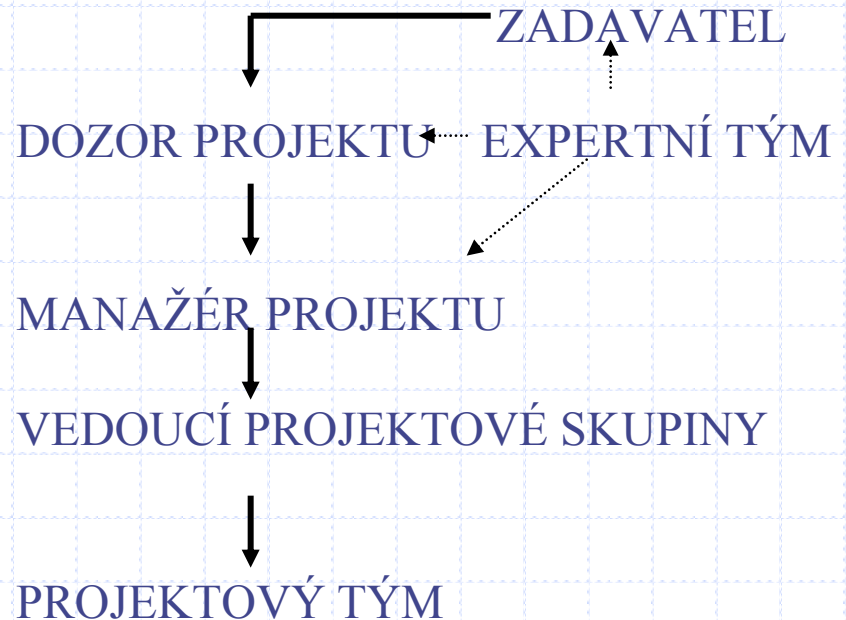 ZADAVATEL
DOZOR PROJEKTU EXPERTNÍ TÝM
MANAŽÉR PROJEKTU
VEDOUCÍ PROJEKTOVÉ SKUPINY
PROJEKTOVÝ TÝM